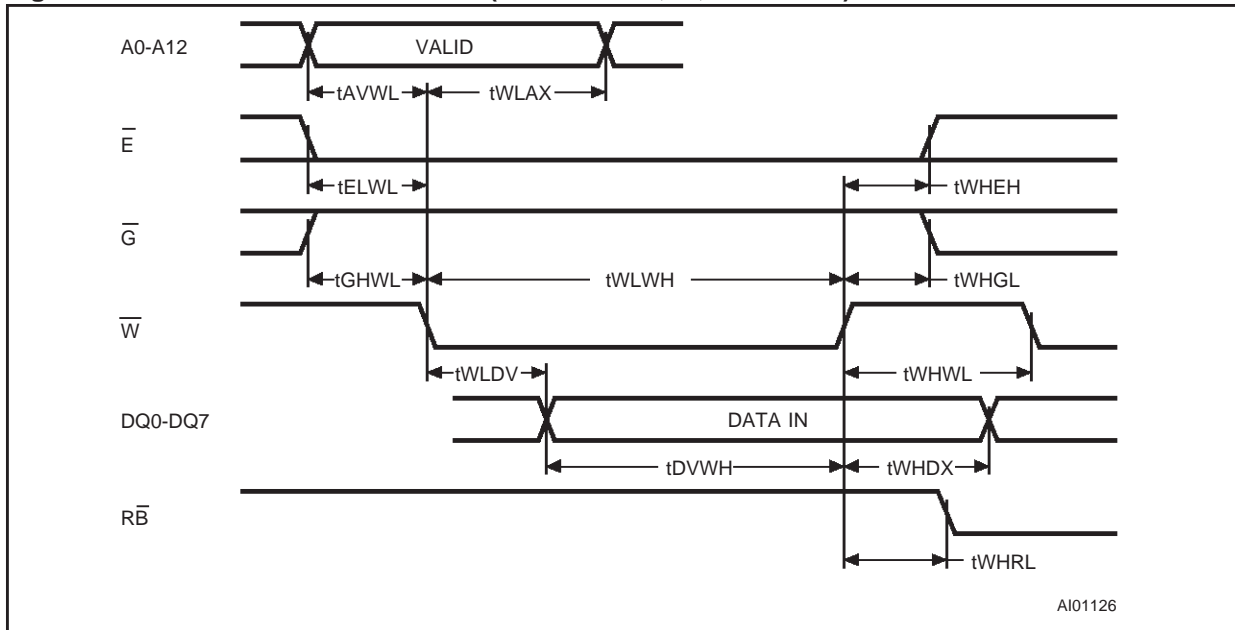 A0-A12
VALID
tAVWL
tWLAX
E̅
tELWL
tWHEH
G̅
tGHWL
tWLWH
tWHGL
W̅
tWLDV
tWHWL
DQ0-DQ7
DATA IN
tDVWH
tWHDX
RB̅
tWHRL
AI01126